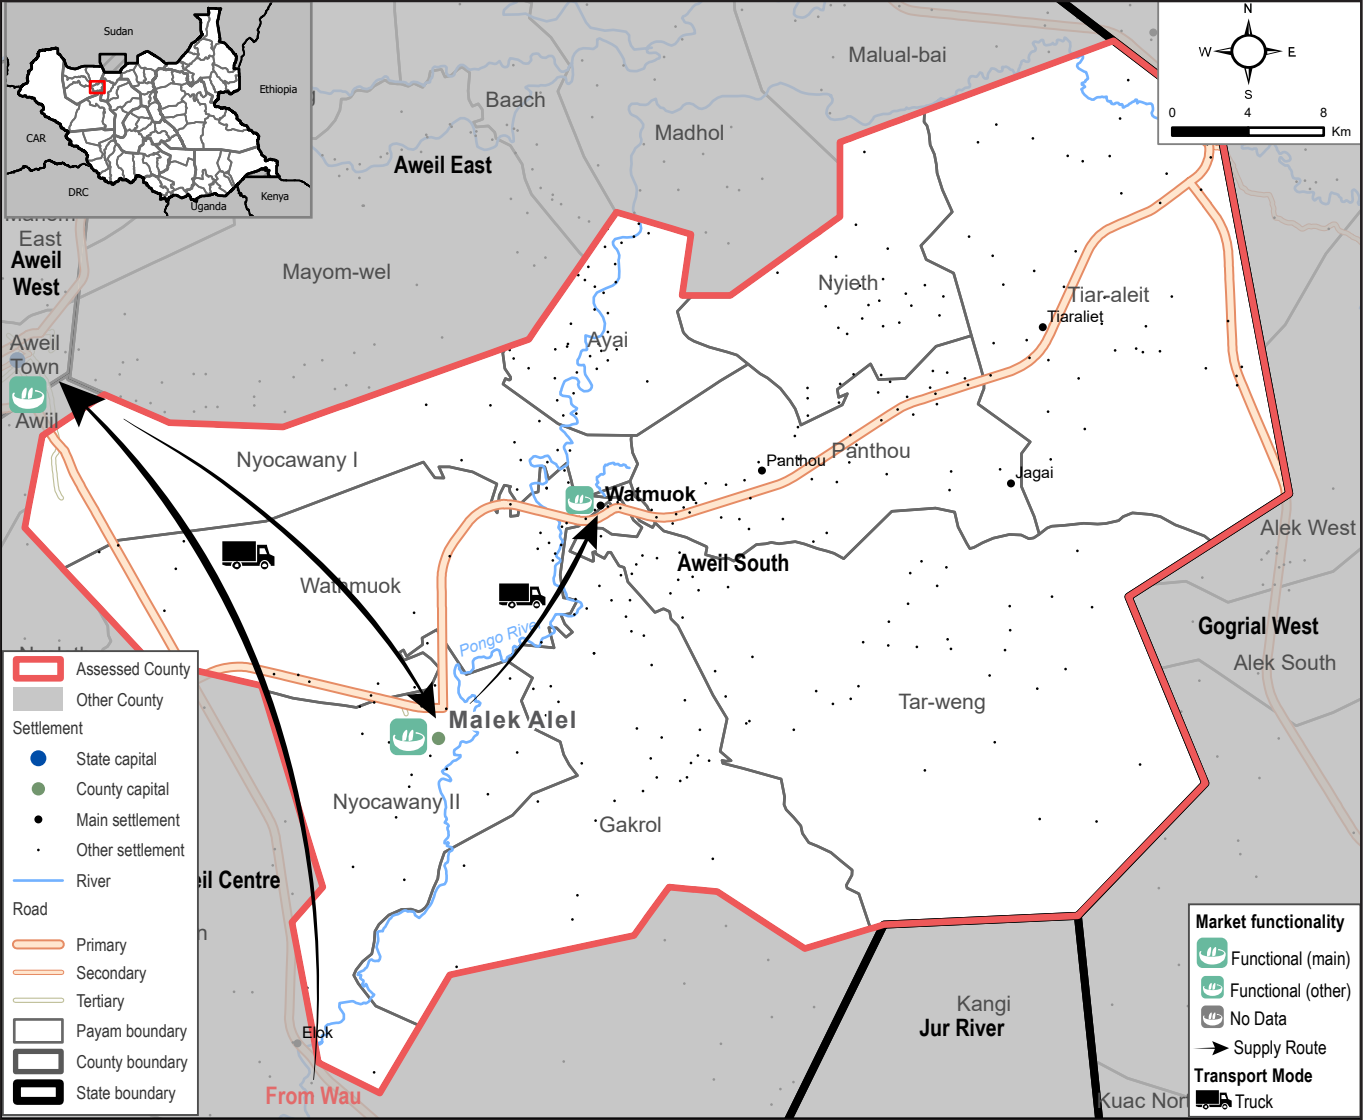 Sudan
Ethiopia
CAR
DRC
Uganda
Kenya
N
W
E
S
0
4
8
Km
Malual-bai
Baach
Madhol
Aweil East
East
Aweil
West
Mayom-wel
Nyieth
Tiar-aleit
Tiaraliet
Ayai
Aweil
Town
Awiil
Nyocawany I
Panthou
Panthou
Jagai
Watmuok
Alek West
Aweil South
Wathmuok
Pongo River
Gogrial West
Alek South
Tar-weng
Malek Alel
Nyocawany II
Gakrol
eil Centre
n
Kangi
Jur River
Elok
From Wau
Kuac Nort
Assessed County
Other County
Settlement
State capital
County capital
Main settlement
Other settlement
River
Road
Primary
Secondary
Tertiary
Payam boundary
County boundary
State boundary
Market functionality
Functional (main)
Functional (other)
No Data
Supply Route
Transport Mode
Truck